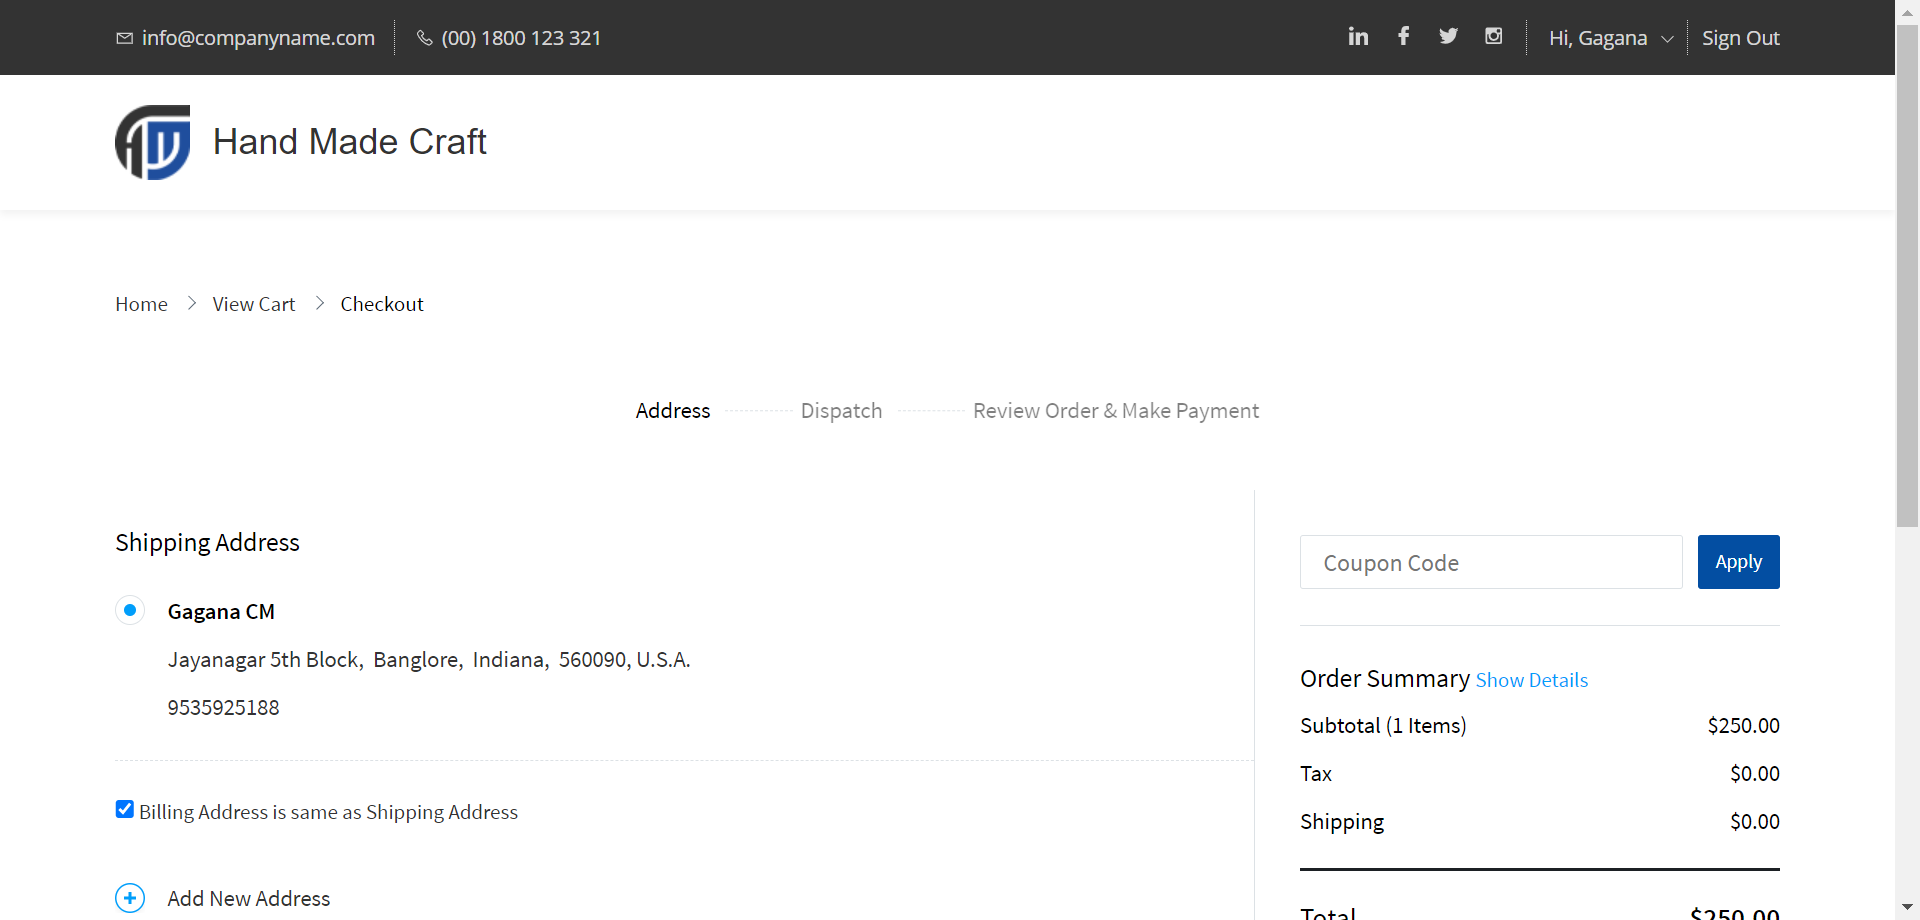 info@companyname.com
(00) 1800 123 321
Hi, Gagana
Sign Out
Hand Made Craft
Home > View Cart > Checkout
Address
Dispatch
Review Order & Make Payment
Shipping Address
Gagana CM
Jayanagar 5th Block, Banglore, Indiana, 560090, U.S.A.
9535925188
Billing Address is same as Shipping Address
Add New Address
Coupon Code
Apply
Order Summary Show Details
Subtotal (1 Items) $250.00
Tax $0.00
Shipping $0.00
Total $250.00